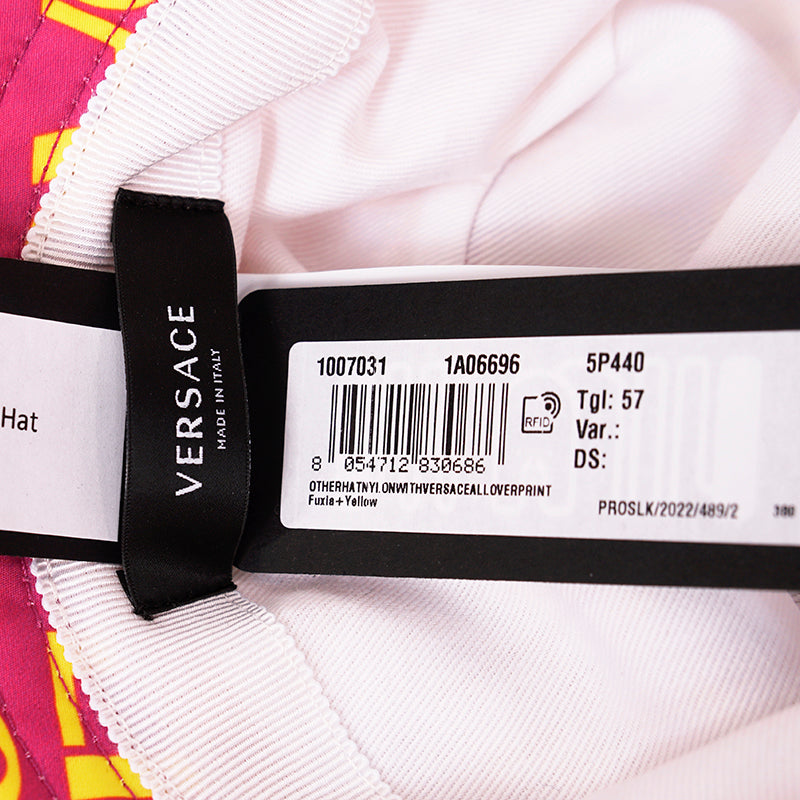 Hat
VERSACE
MADE IN ITALY
1007031 1A06696 5P440
RFID
Tgl: 57
Var.:
DS:
8 054712 830686
OTHERHATNYLONWITHVERSACEALLOVERPRINT
Fuxia+Yellow
PROSLK/2022/489/2 380